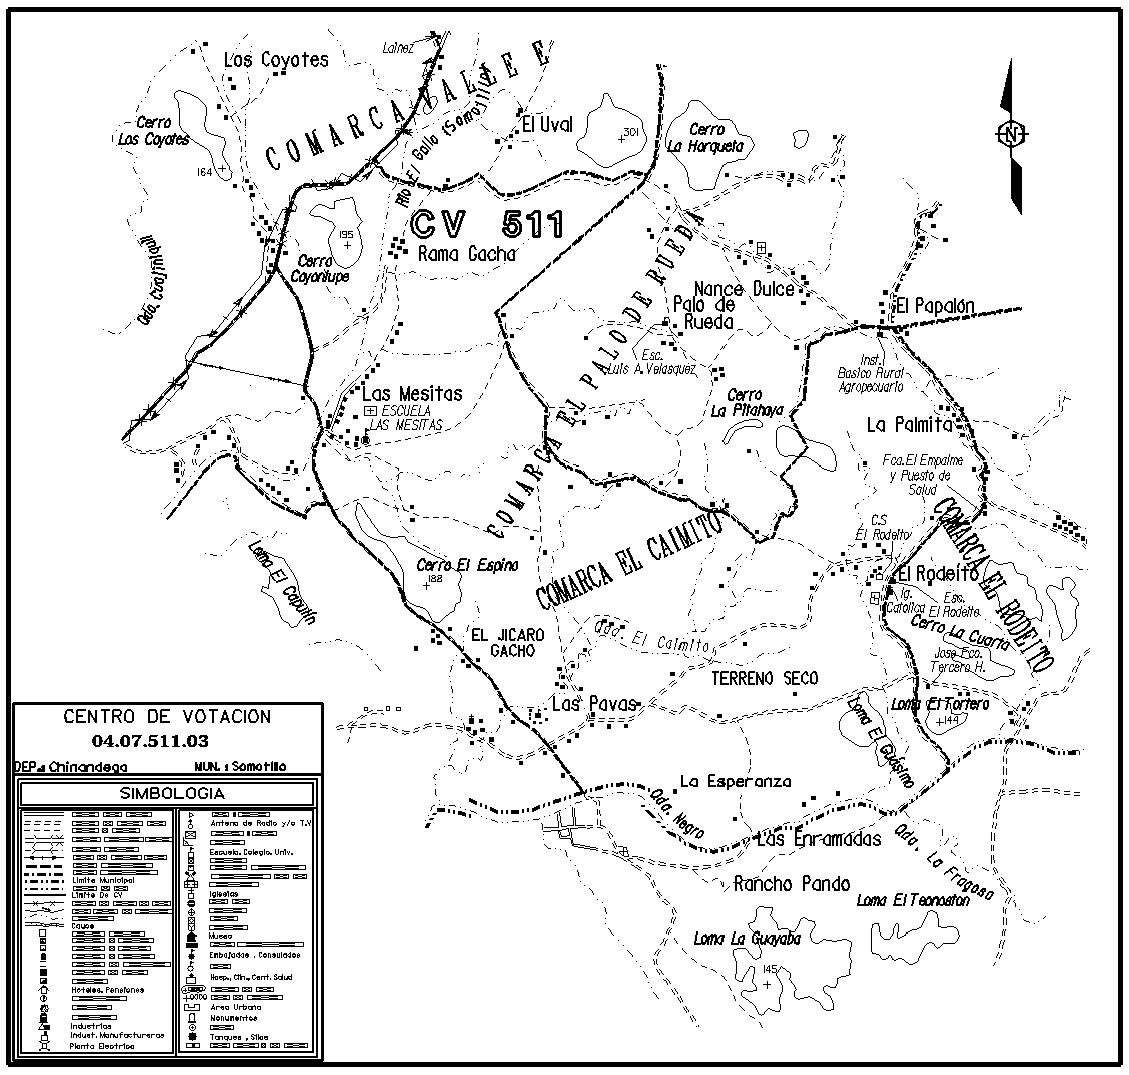 Lainez
Los Coyotes
COMARCA VALLE E
Cerro
Los Coyotes
164
El Uval
301
Cerro
La Horqueta
N
Rio El Gallo (Somotillo)
CV 511
Rama Gacha
195
Cerro
Coyontupe
COMARCA EL PALO DE RUEDA
Nance Dulce
Palo de
Rueda
El Papalón
Esc.
Luis A. Velasquez
Inst.
Basico Rural
Agropecuario
Las Mesitas
ESCUELA
LAS MESITAS
Cerro
La Pitahaya
La Palmita
Fca. El Empalme
y Puesto de
Salud
C.S
El Rodeito
COMARCA EL CAIMITO
COMARCA EL RODEITO
Loma El Caputin
Cerro El Espino
188
El Rodeito
Ig.
Catolica
Esc.
El Rodeito
Cerro La Cuarta
Jose Fco.
Tercero H.
EL JICARO
GACHO
Qda. El Caimito
TERRENO SECO
Las Pavas
Loma El Tortero
144
Loma El Guasimo
La Esperanza
Qda. Negro
Las Enramadas
Qda. La Fragosa
Rancho Pando
Loma El Teonoston
Loma La Guayaba
145
CENTRO DE VOTACION
04.07.511.03
DEP.: Chinandega
MUN. : Somotillo
SIMBOLOGIA
Limite Municipal
Limite De CV
Cauce
Hoteles, Pensiones
Industrias
Indust. Manufactureras
Planta Electrica
Antena de Radio y/o T.V
Escuela, Colegio, Univ.
Iglesias
Museo
Embajadas , Consulados
Hosp., Clin., Cent. Salud
Area Urbana
Monumentos
Tanques , Silos